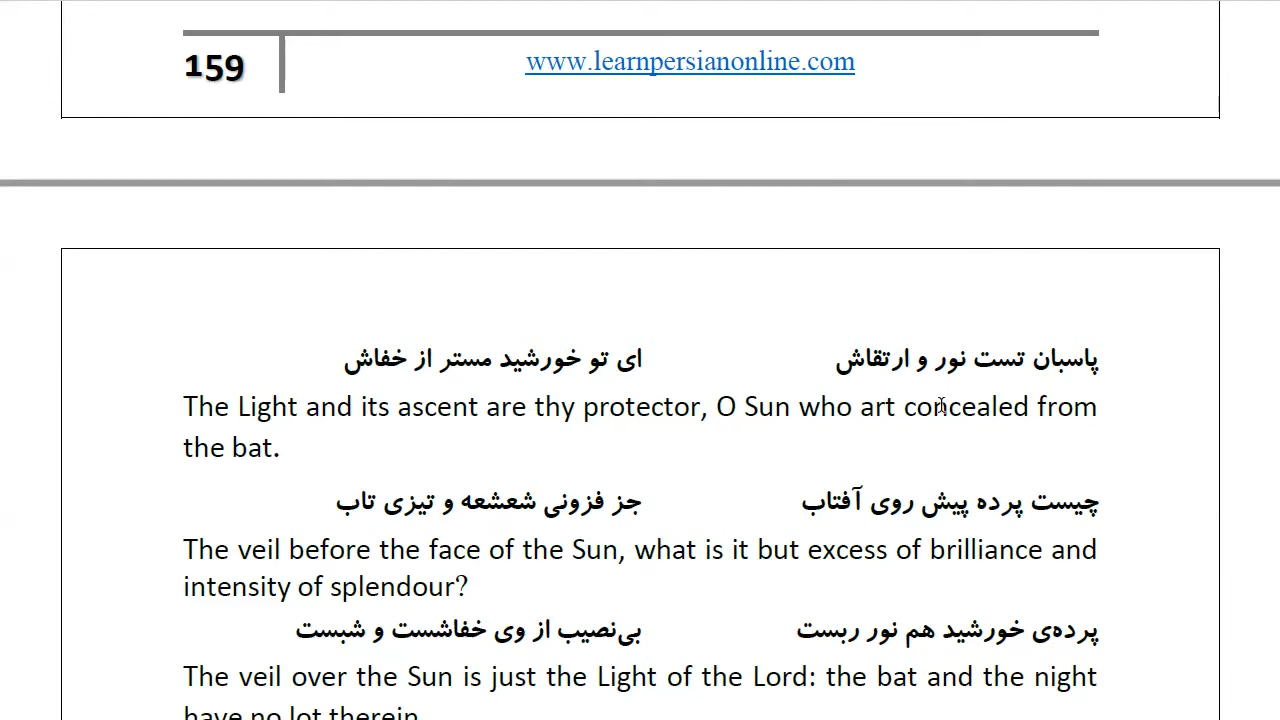 159 www.learnpersianonline.com
پاسبان تست نور و ارتقاش ای تو خورشید مستر از خفاش
The Light and its ascent are thy protector, O Sun who art concealed from
the bat.
چیست پرده پیش روی آفتاب جز فزونی شعشعه و تیزی تاب
The veil before the face of the Sun, what is it but excess of brilliance and
intensity of splendour?
پرده‌ی خورشید هم نور ربست بی‌نصیب از وی خفاشست و شبست
The veil over the Sun is just the Light of the Lord: the bat and the night
have no lot therein